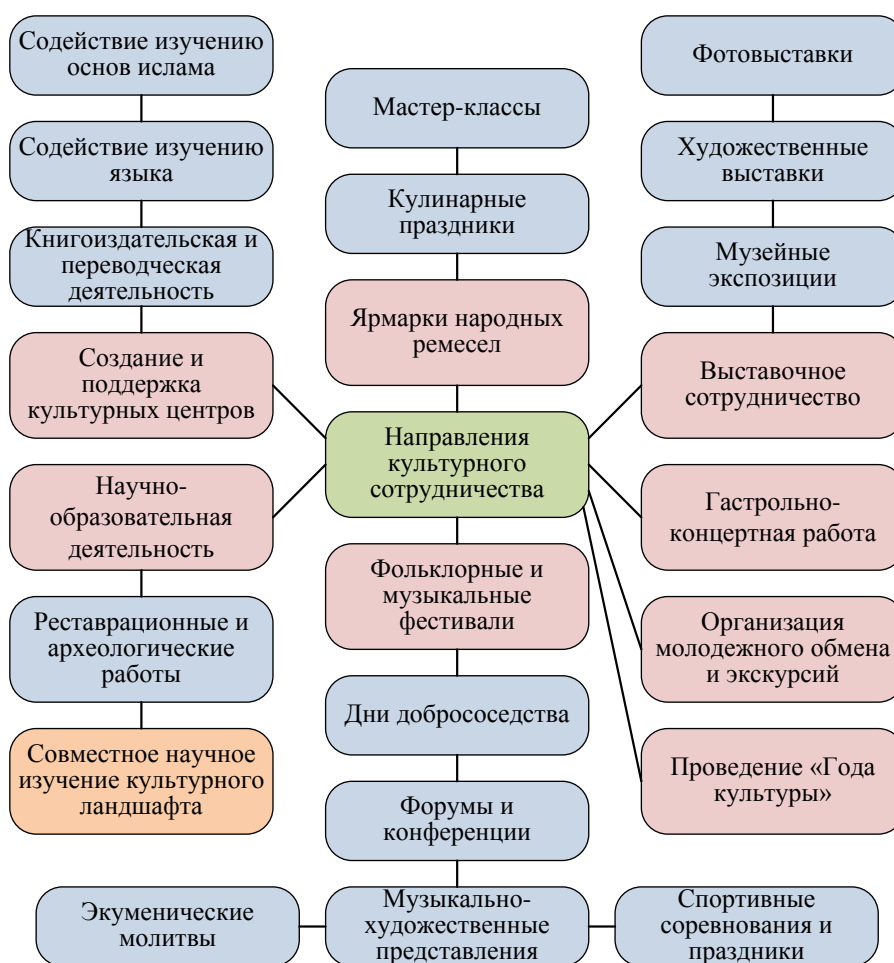 Содействие изучению
основ ислама
Содействие изучению
языка
Книгоиздательская и
переводческая
деятельность
Создание и
поддержка
культурных центров
Научно-
образовательная
деятельность
Реставрационные и
археологические
работы
Совместное научное
изучение культурного
ландшафта
Мастер-классы
Кулинарные
праздники
Ярмарки народных
ремесел
Направления
культурного
сотрудничества
Фольклорные и
музыкальные
фестивали
Дни добрососедства
Форумы и
конференции
Фотовыставки
Художественные
выставки
Музейные
экспозиции
Выставочное
сотрудничество
Гастрольно-
концертная работа
Организация
молодежного обмена
и экскурсий
Проведение «Года
культуры»
Экуменические
молитвы
Музыкально-
художественные
представления
Спортивные
соревнования и
праздники